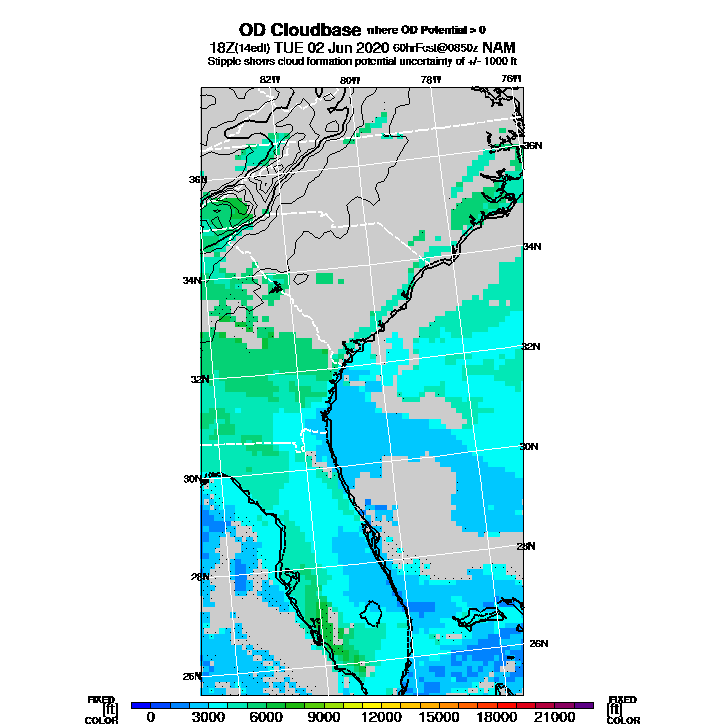 OD Cloudbase where OD Potential > 0
18Z(14edt) TUE 02 Jun 2020 60hrFcst@0850z NAM
Stipple shows cloud formation potential uncertainty of +/- 1000 ft
82W 80W 78W 76W
36N 36N
34N 34N
32N 32N
30N 30N
28N 28N
26N 26N
FIXED FIXED
[ft] [ft]
COLOR COLOR
0 3000 6000 9000 12000 15000 18000 21000